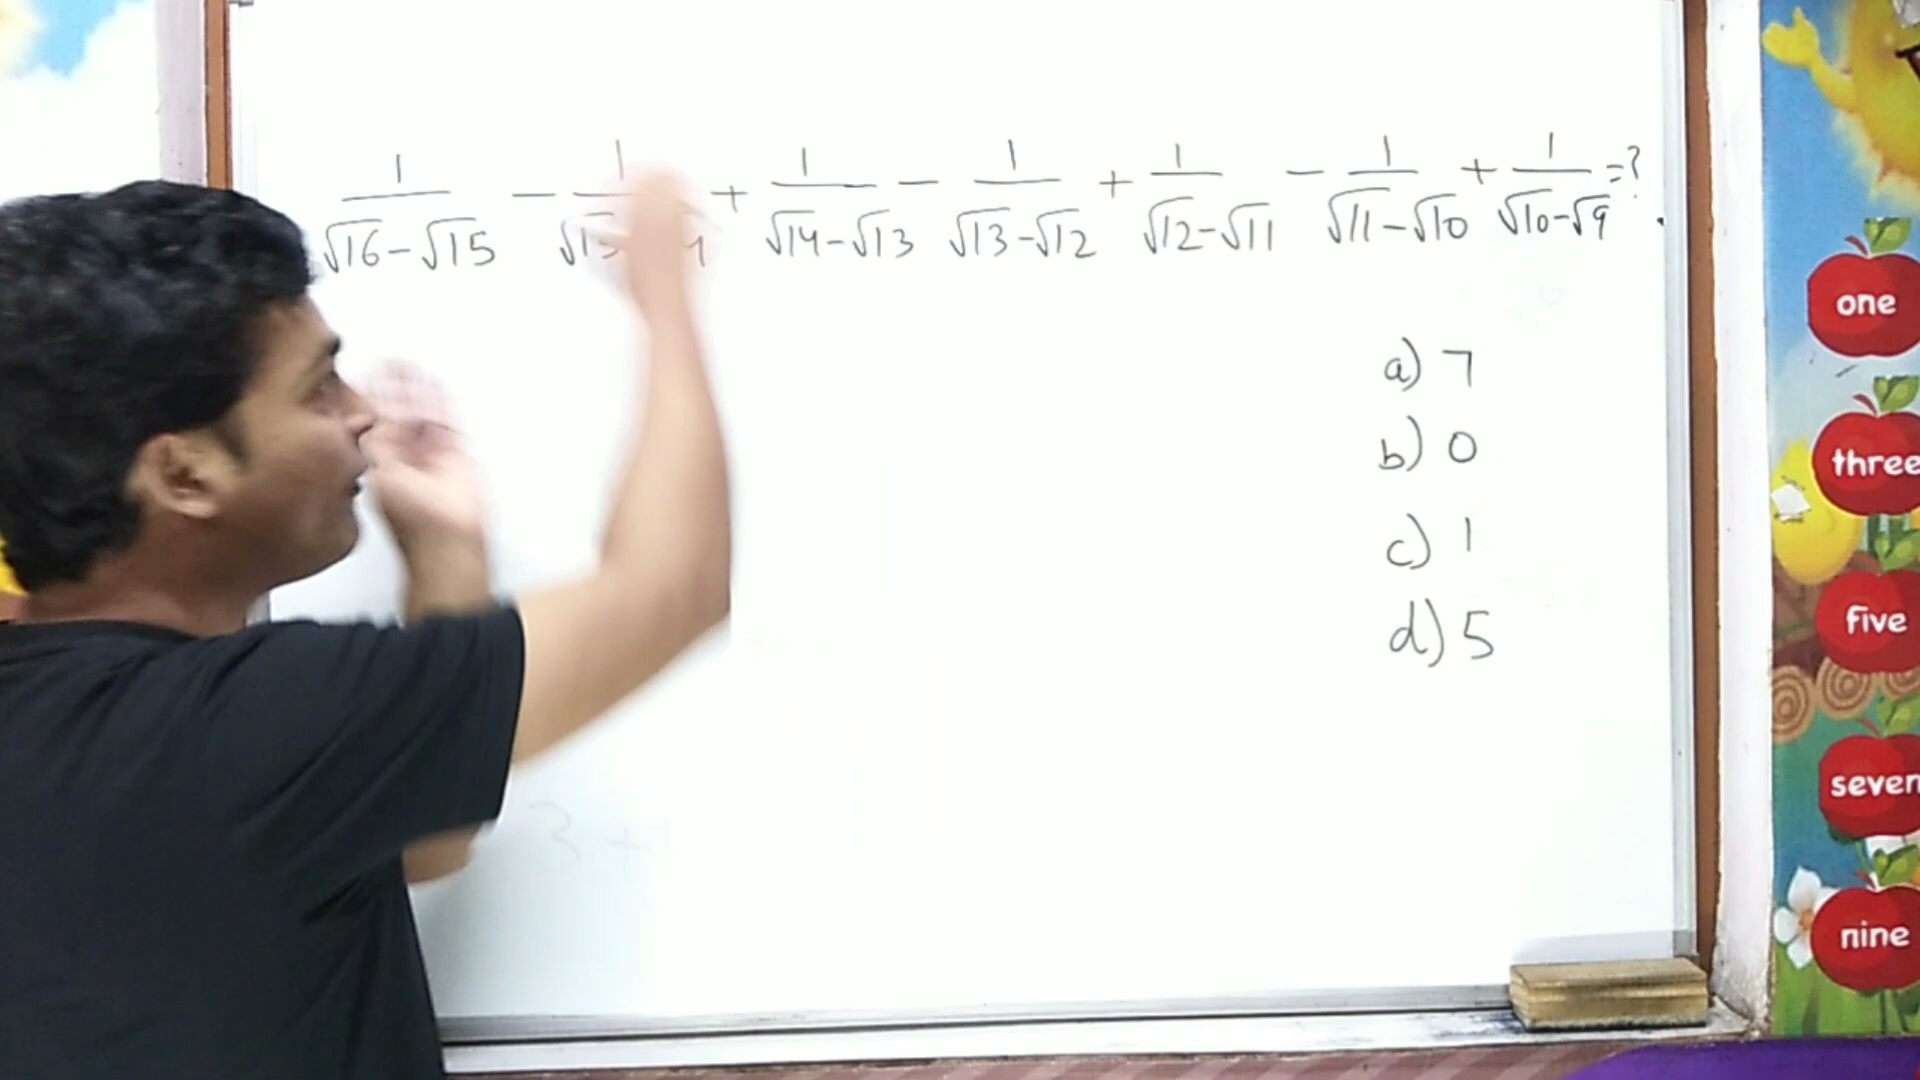 1/(√16-√15) - 1/(√15 4) + 1/(√14-√13) - 1/(√13-√12) + 1/(√12-√11) - 1/(√11-√10) + 1/(√10-√9) =?
a) 7
b) 0
c) 1
d) 5
one
three
five
seven
nine